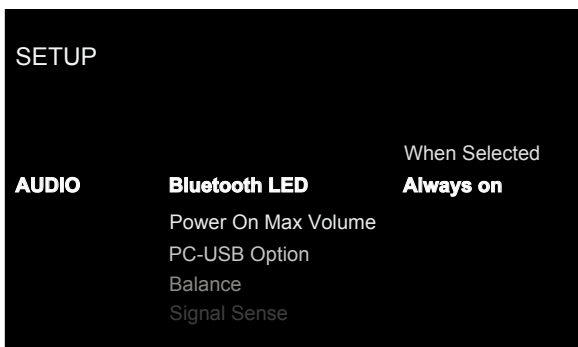 SETUP
When Selected
AUDIO Bluetooth LED Always on
Power On Max Volume
PC-USB Option
Balance
Signal Sense